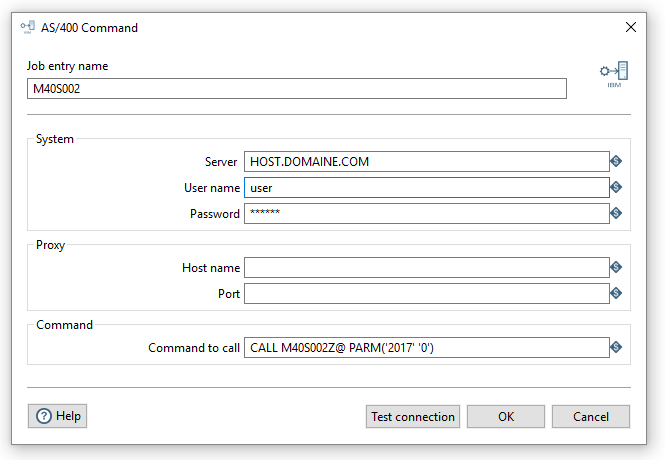 AS/400 Command
Job entry name
M40S002
IBM
System
Server HOST.DOMAINE.COM
User name user
Password ******
Proxy
Host name
Port
Command
Command to call CALL M40S002Z@ PARM('2017' '0')
Help Test connection OK Cancel